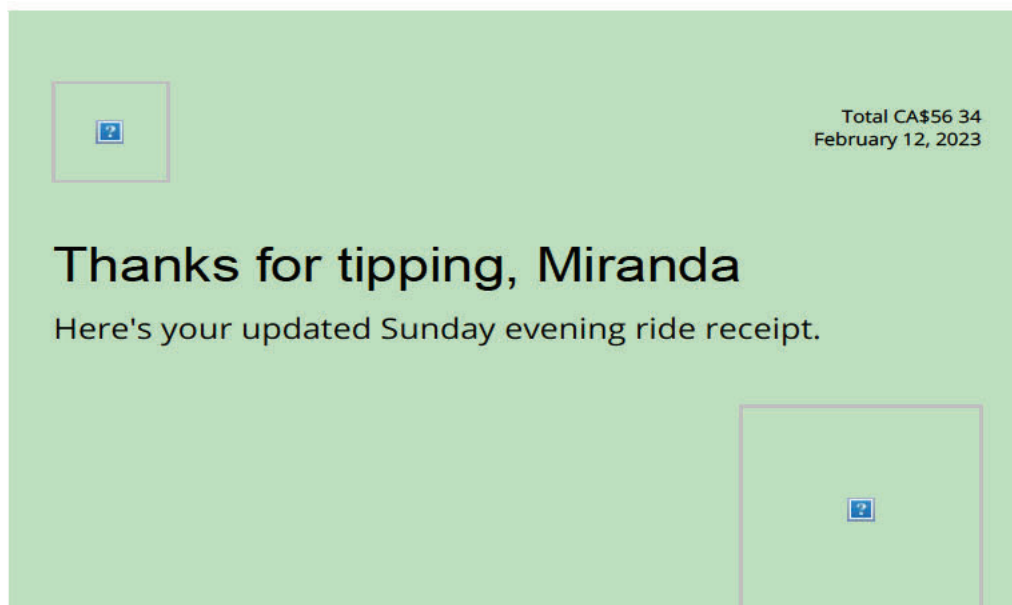 Total CA$56 34
February 12, 2023
Thanks for tipping, Miranda
Here's your updated Sunday evening ride receipt.